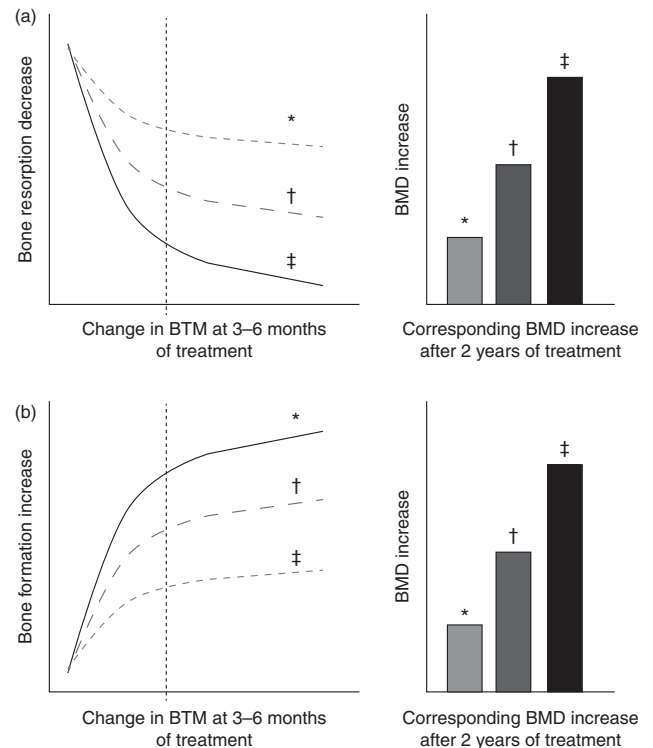 (a)
Bone resorption decrease
*
†
‡
Change in BTM at 3–6 months
of treatment
BMD increase
*
†
‡
Corresponding BMD increase
after 2 years of treatment
(b)
Bone formation increase
*
†
‡
Change in BTM at 3–6 months
of treatment
BMD increase
*
†
‡
Corresponding BMD increase
after 2 years of treatment